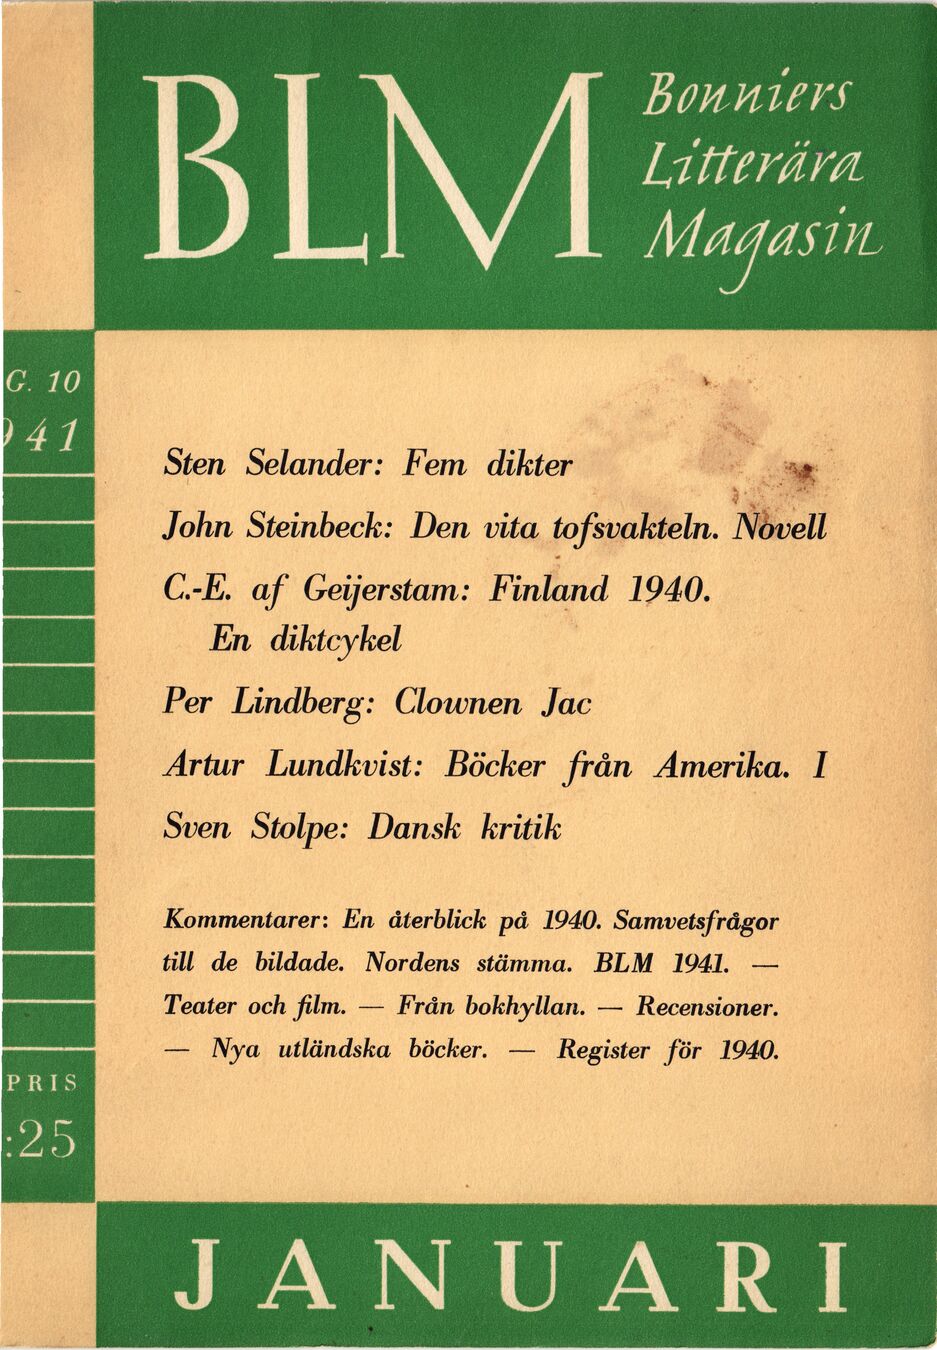 BLM
Bonniers
Litterära
Magasin
G. 10
941
Sten Selander: Fem dikter
John Steinbeck: Den vita tofsvakteln. Novell
C.-E. af Geijerstam: Finland 1940.
En diktcykel
Per Lindberg: Clownen Jac
Artur Lundkvist: Böcker från Amerika. I
Sven Stolpe: Dansk kritik
Kommentarer: En återblick på 1940. Samvetsfrågor
till de bildade. Nordens stämma. BLM 1941. —
Teater och film. — Från bokhyllan. — Recensioner.
— Nya utländska böcker. — Register för 1940.
PRIS
:25
JANUARI